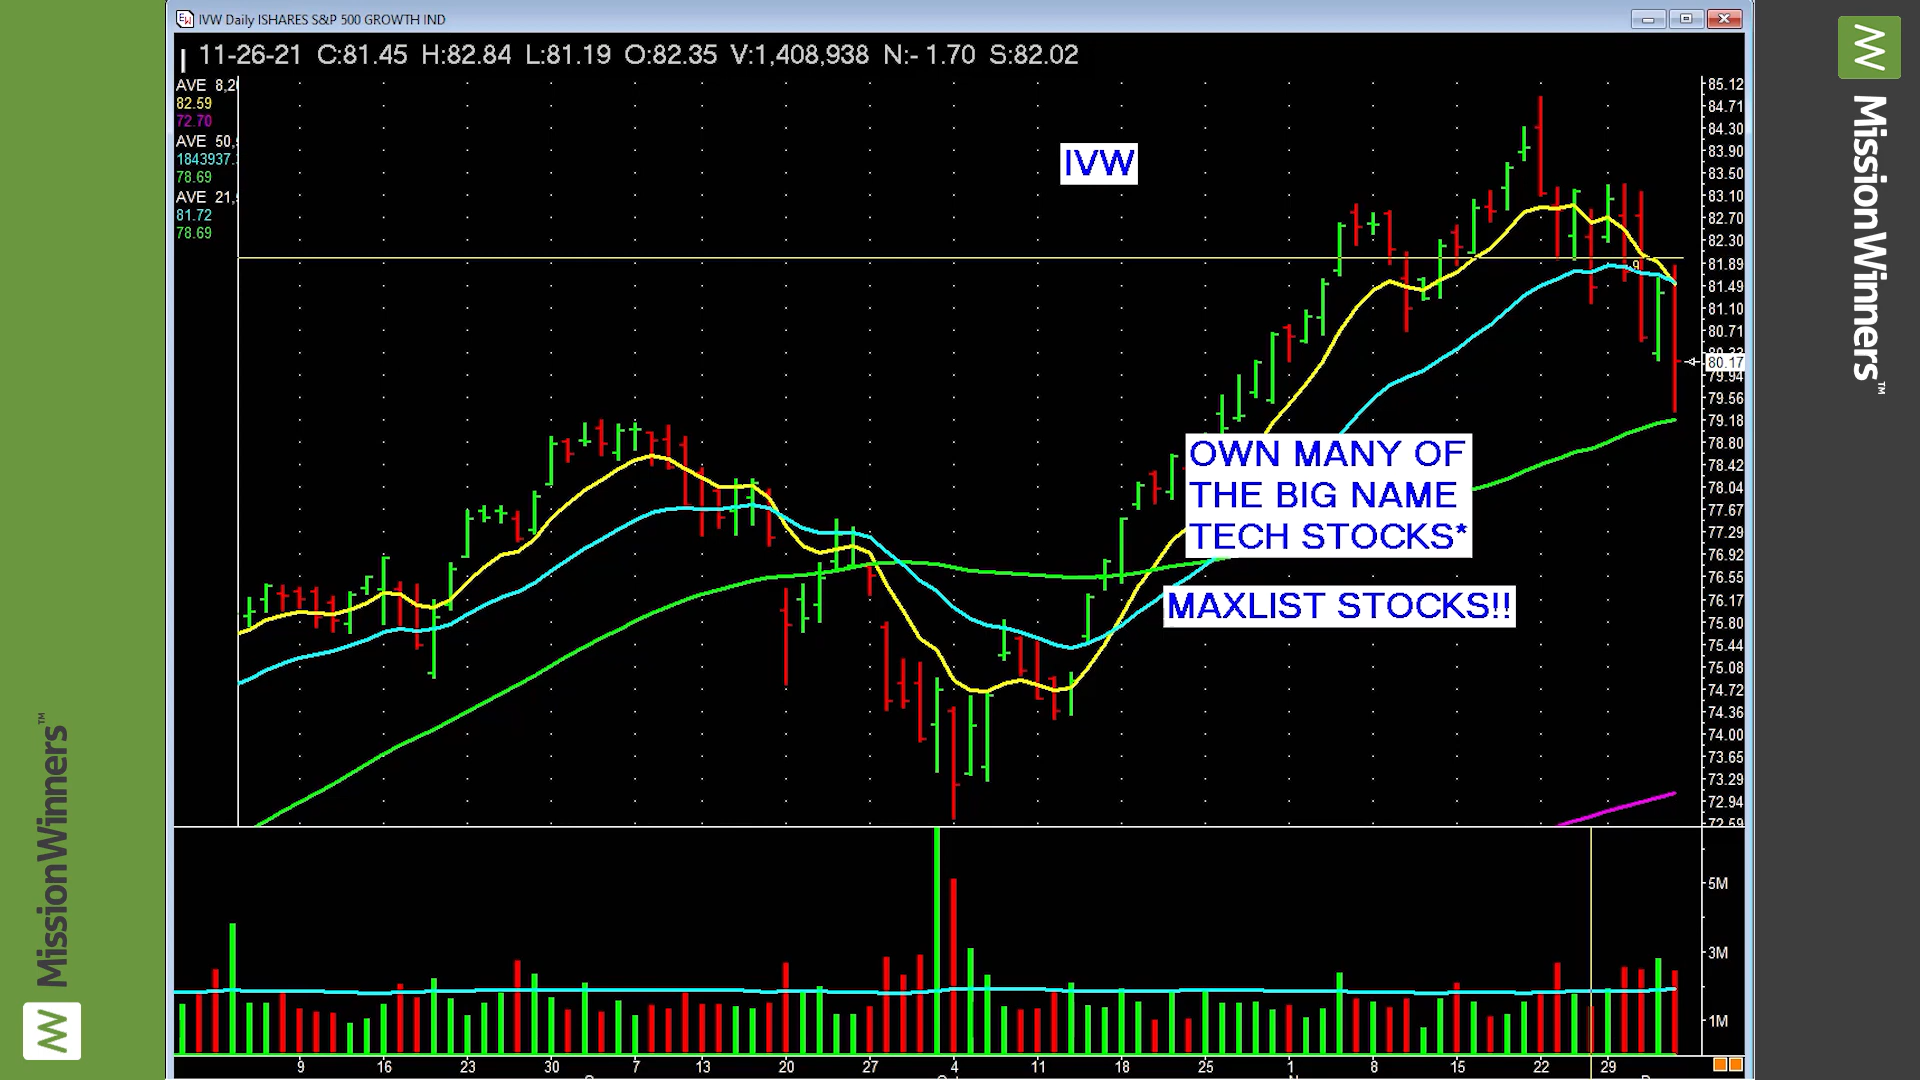 IVW Daily ISHARES S&P 500 GROWTH IND
11-26-21 C:81.45 H:82.84 L:81.19 O:82.35 V:1,408,938 N:- 1.70 S:82.02
AVE 8,20
82.59
72.70
AVE 50,
1843937.
78.69
AVE 21,
81.72
78.69
IVW
OWN MANY OF
THE BIG NAME
TECH STOCKS*
MAXLIST STOCKS!!
85.12
84.71
84.30
83.90
83.50
83.10
82.70
82.30
81.89
81.49
81.10
80.71
80.17
79.94
79.56
79.18
78.80
78.42
78.04
77.67
77.29
76.92
76.55
76.17
75.80
75.44
75.08
74.72
74.36
74.00
73.65
73.29
72.94
72.59
5M
3M
1M
9 16 23 30 7 13 20 27 4 11 18 25 1 8 15 22 29
MissionWinners™
MissionWinners™